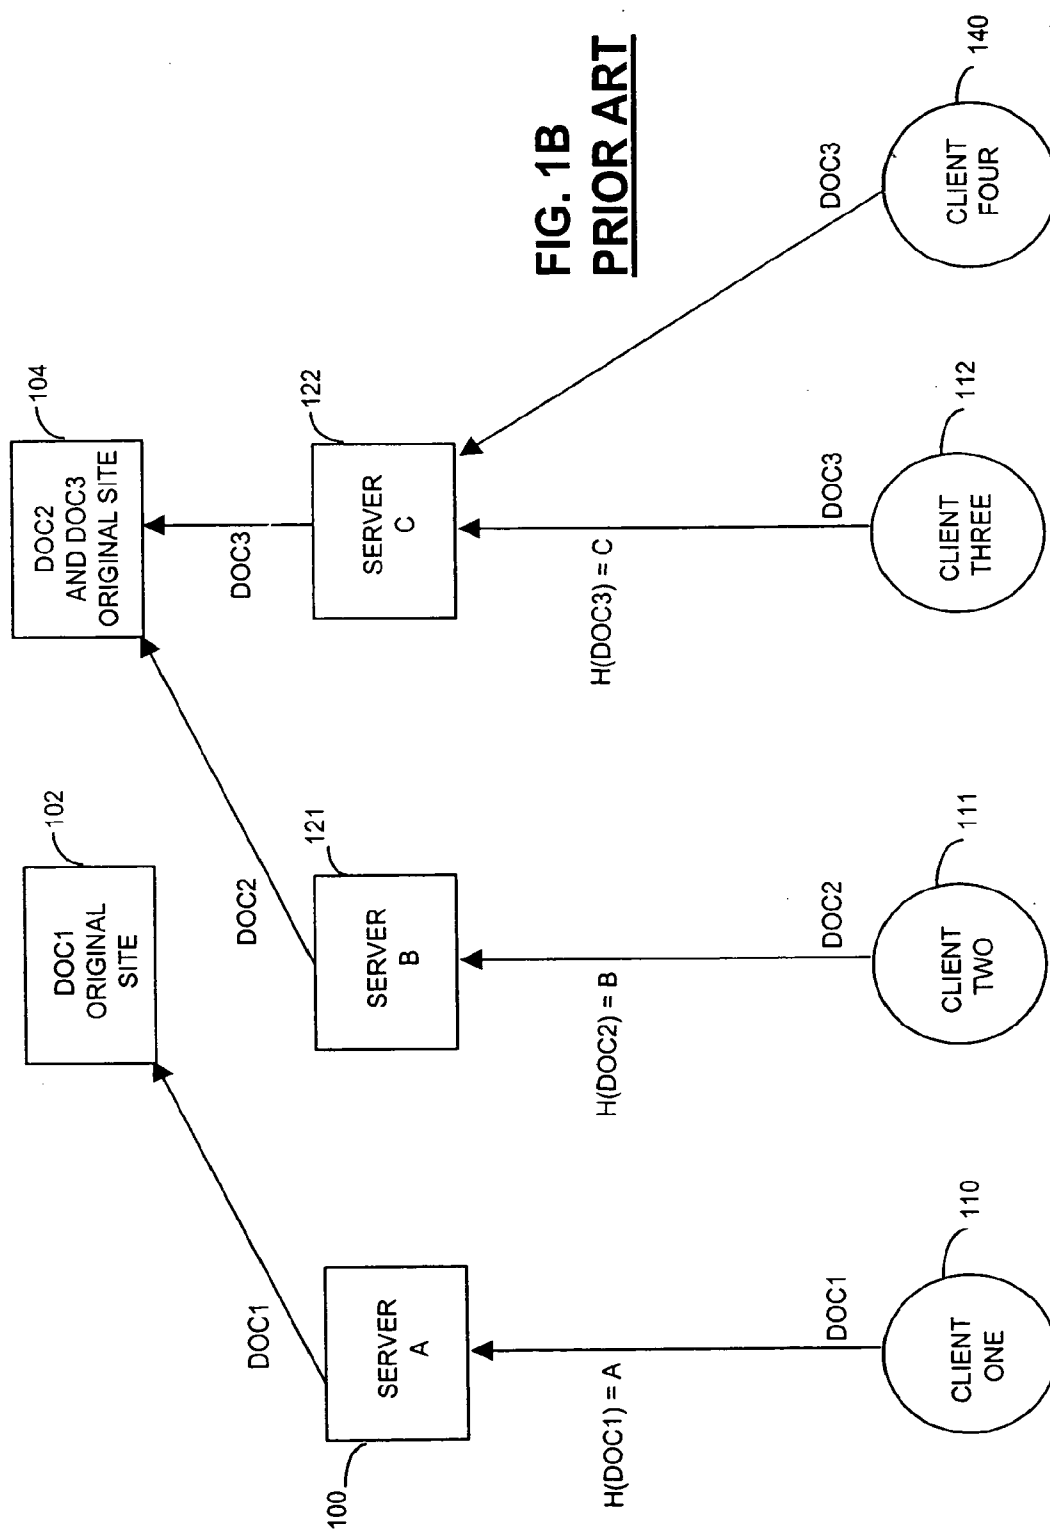 FIG. 1B
PRIOR ART
DOC1
ORIGINAL
SITE
102
DOC2
AND DOC3
ORIGINAL SITE
104
DOC1
DOC2
DOC3
SERVER
A
100
SERVER
B
121
SERVER
C
122
H(DOC1) = A
DOC1
H(DOC2) = B
DOC2
H(DOC3) = C
DOC3
DOC3
CLIENT
ONE
110
CLIENT
TWO
111
CLIENT
THREE
112
CLIENT
FOUR
140